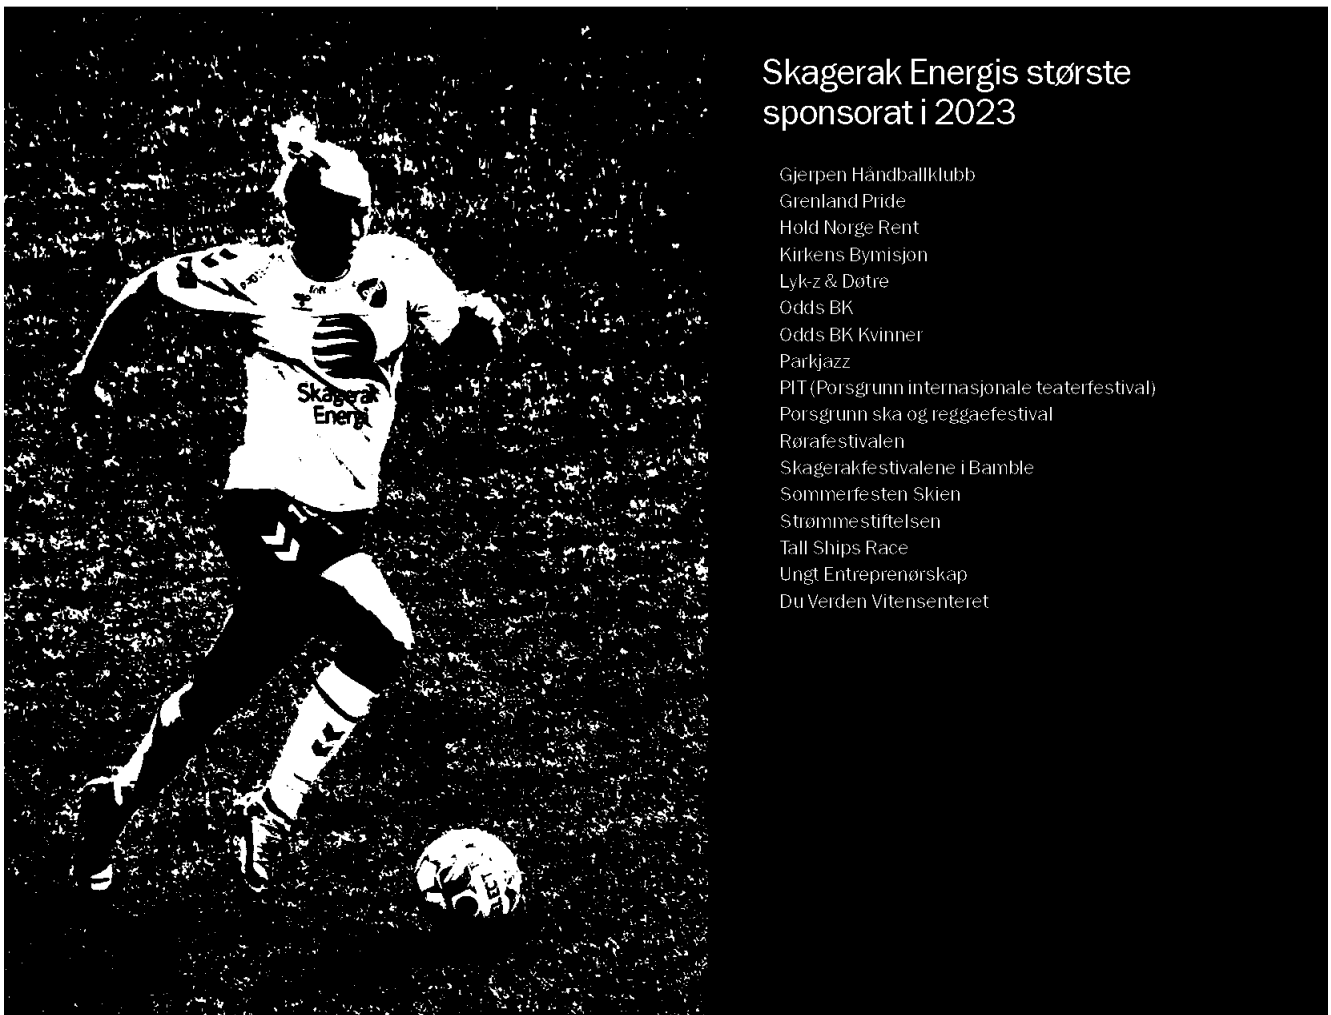 Skagerak Energis største
sponsorat i 2023
Gjerpen Håndballklubb
Grenland Pride
Hold Norge Rent
Kirkens Bymisjon
Lyk-z & Døtre
Odds BK
Odds BK Kvinner
Parkjazz
PIT (Porsgrunn internasjonale teaterfestival)
Porsgrunn ska og reggaefestival
Rørafestivalen
Skagerakfestivalene i Bamble
Sommerfesten Skien
Strømmestiftelsen
Tall Ships Race
Ungt Entreprenørskap
Du Verden Vitensenteret
Skagerak
Energi